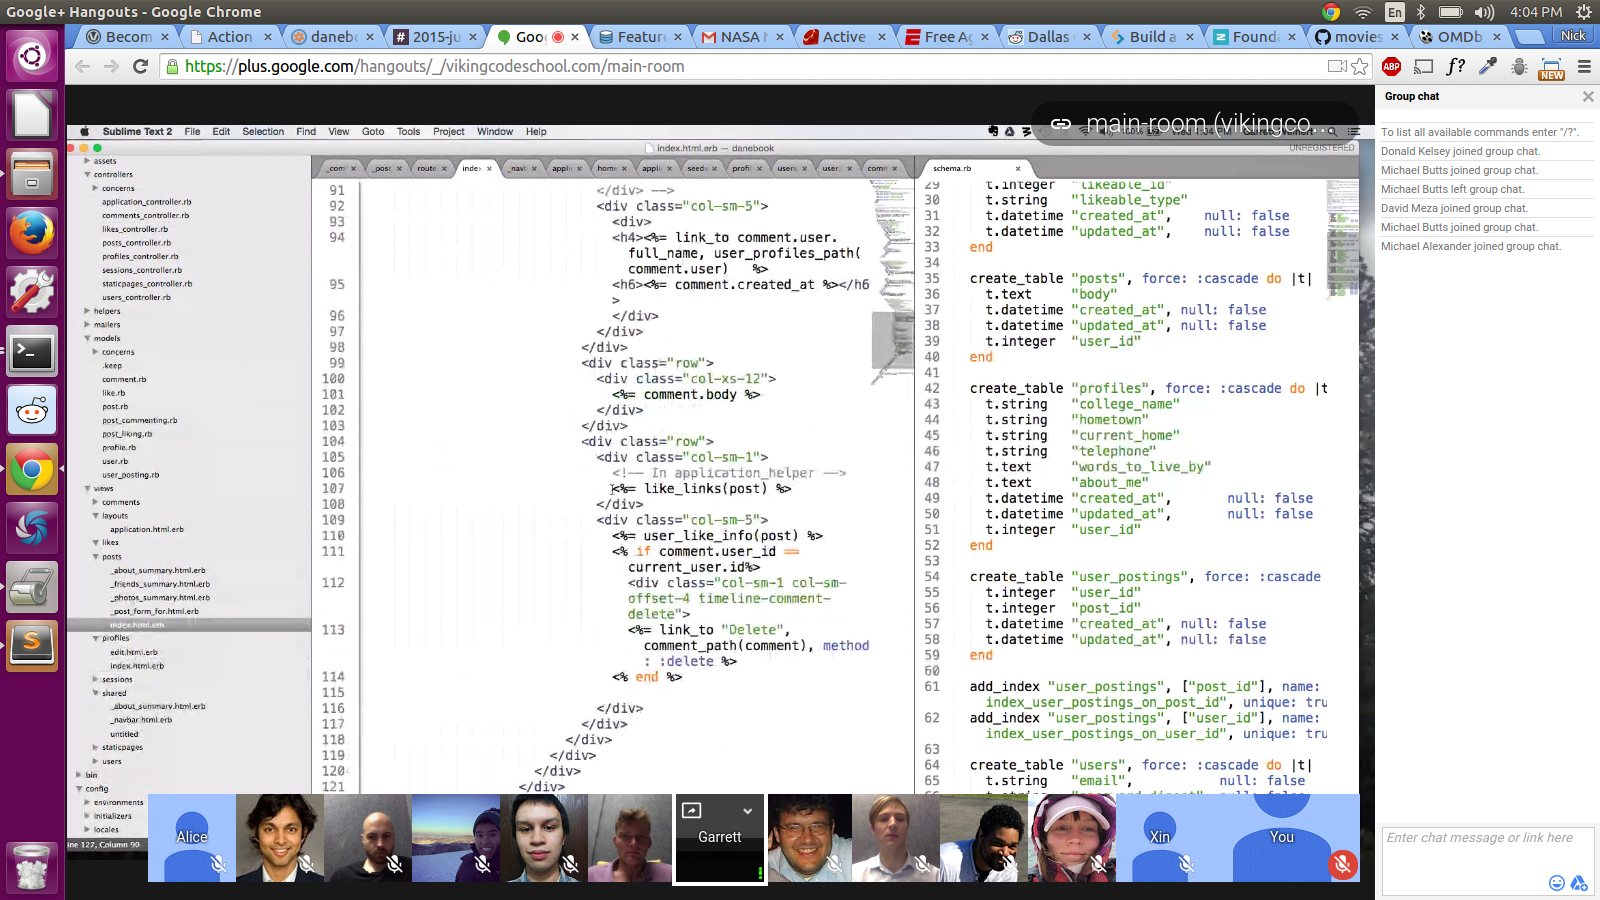 Google+ Hangouts - Google Chrome
En
4:04 PM
Becom
Action
daneb
2015-ju
Goo
Featur
NASA
Active
Free Ag
Dallas
Build a
Found
movies
OMDb
Nick
https://plus.google.com/hangouts/_/vikingcodeschool.com/main-room
ABP
f?
NEW
Sublime Text 2 File Edit Selection Find View Goto Tools Project Window Help
main-room (vikingco...
index.html.erb — danebook
UNREGISTERED
assets
controllers
concerns
application_controller.rb
comments_controller.rb
likes_controller.rb
posts_controller.rb
profiles_controller.rb
sessions_controller.rb
staticpages_controller.rb
users_controller.rb
helpers
mailers
models
concerns
.keep
comment.rb
like.rb
post.rb
post_commenting.rb
post_liking.rb
profile.rb
user.rb
user_posting.rb
views
comments
layouts
application.html.erb
likes
posts
_about_summary.html.erb
_friends_summary.html.erb
_photos_summary.html.erb
_post_form_for.html.erb
index.html.erb
profiles
edit.html.erb
index.html.erb
sessions
shared
_about_summary.html.erb
_navbar.html.erb
untitled
staticpages
users
bin
config
environments
initializers
locales
ine 127, Column 90
_com
_post
route
index
_navb
applic
home
applic
seeds
profil
users
user.
comm
91 </div> -->
92 <div class="col-sm-5">
93 <div>
94 <h4><%= link_to comment.user.
full_name, user_profiles_path(
comment.user) %>
95 <h6><%= comment.created_at %></h6
>
96 </div>
97 </div>
98 </div>
99 <div class="row">
100 <div class="col-xs-12">
101 <%= comment.body %>
102 </div>
103 </div>
104 <div class="row">
105 <div class="col-sm-1">
106 <!-- In application_helper -->
107 <%= like_links(post) %>
108 </div>
109 <div class="col-sm-5">
110 <%= user_like_info(post) %>
111 <% if comment.user_id ==
current_user.id%>
112 <div class="col-sm-1 col-sm-
offset-4 timeline-comment-
delete">
113 <%= link_to "Delete",
comment_path(comment), method
: :delete %>
114 <% end %>
115
116 </div>
117 </div>
118 </div>
119 </div>
120 </div>
121 </div>
schema.rb
29 t.integer "likeable_id"
30 t.string "likeable_type"
31 t.datetime "created_at", null: false
32 t.datetime "updated_at", null: false
33 end
34
35 create_table "posts", force: :cascade do |t|
36 t.text "body"
37 t.datetime "created_at", null: false
38 t.datetime "updated_at", null: false
39 t.integer "user_id"
40 end
41
42 create_table "profiles", force: :cascade do |t
43 t.string "college_name"
44 t.string "hometown"
45 t.string "current_home"
46 t.string "telephone"
47 t.text "words_to_live_by"
48 t.text "about_me"
49 t.datetime "created_at", null: false
50 t.datetime "updated_at", null: false
51 t.integer "user_id"
52 end
53
54 create_table "user_postings", force: :cascade
55 t.integer "user_id"
56 t.integer "post_id"
57 t.datetime "created_at", null: false
58 t.datetime "updated_at", null: false
59 end
60
61 add_index "user_postings", ["post_id"], name:
index_user_postings_on_post_id", unique: tru
62 add_index "user_postings", ["user_id"], name:
index_user_postings_on_user_id", unique: tru
63
64 create_table "users", force: :cascade do |t|
65 t.string "email", null: false
Alice
Garrett
Xin
You
Group chat
To list all available commands enter "/?".
Donald Kelsey joined group chat.
Michael Butts joined group chat.
Michael Butts left group chat.
David Meza joined group chat.
Michael Butts joined group chat.
Michael Alexander joined group chat.
Enter chat message or link here